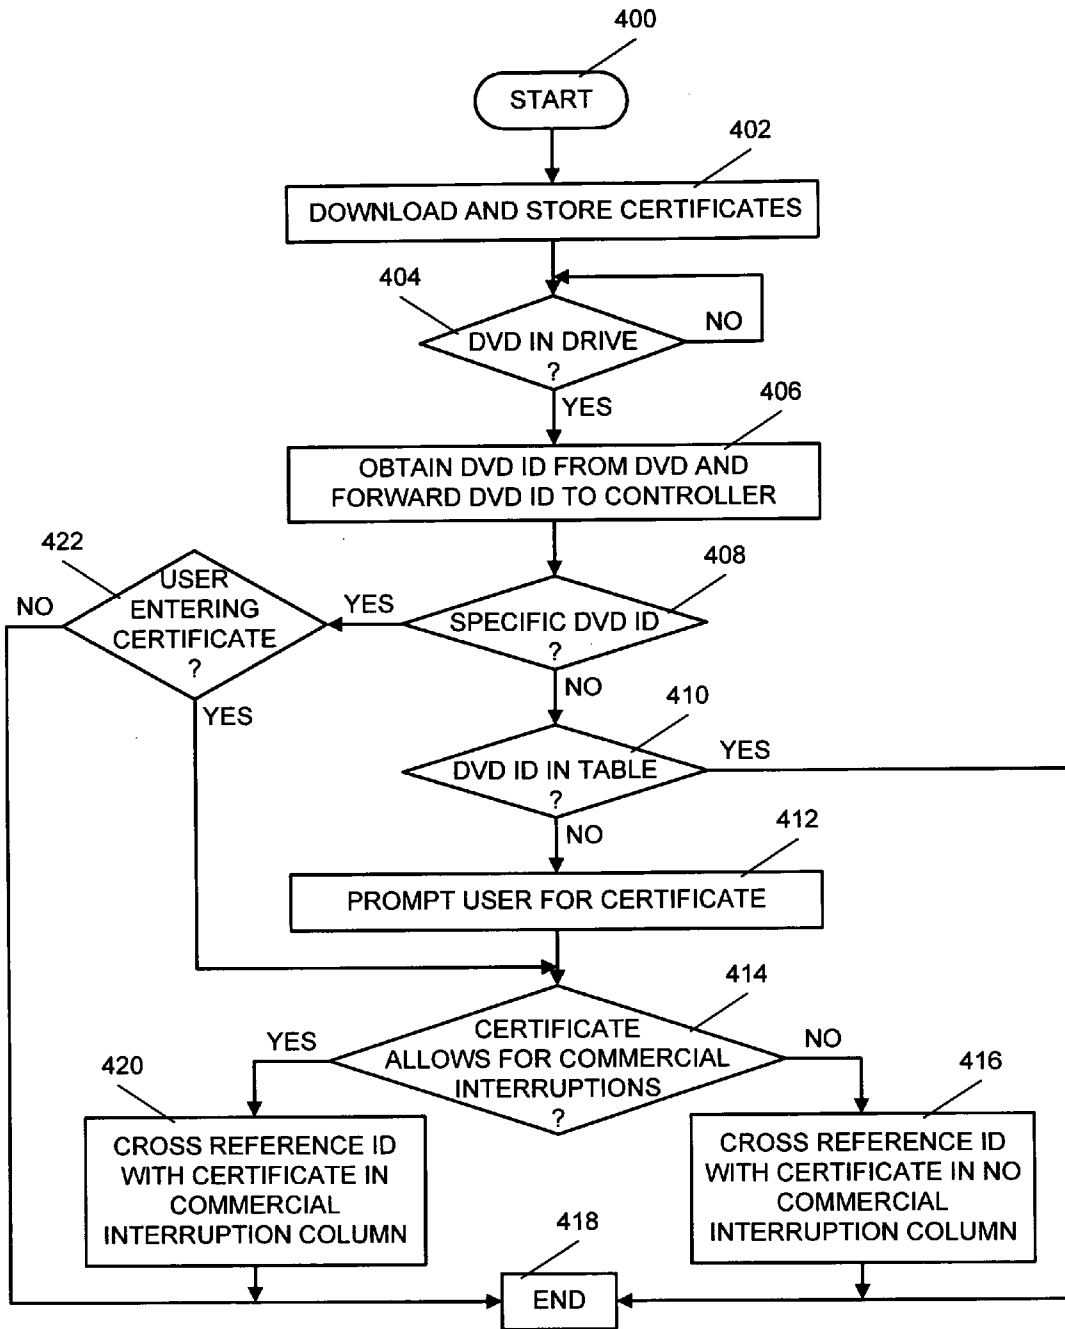 400
START
402
DOWNLOAD AND STORE CERTIFICATES
404
DVD IN DRIVE
?
NO
YES
406
OBTAIN DVD ID FROM DVD AND
FORWARD DVD ID TO CONTROLLER
422
USER
ENTERING
CERTIFICATE
?
NO
YES
408
SPECIFIC DVD ID
?
YES
NO
410
DVD ID IN TABLE
?
YES
NO
412
PROMPT USER FOR CERTIFICATE
414
CERTIFICATE
ALLOWS FOR COMMERCIAL
INTERRUPTIONS
?
YES
NO
420
CROSS REFERENCE ID
WITH CERTIFICATE IN
COMMERCIAL
INTERRUPTION COLUMN
416
CROSS REFERENCE ID
WITH CERTIFICATE IN NO
COMMERCIAL
INTERRUPTION COLUMN
418
END